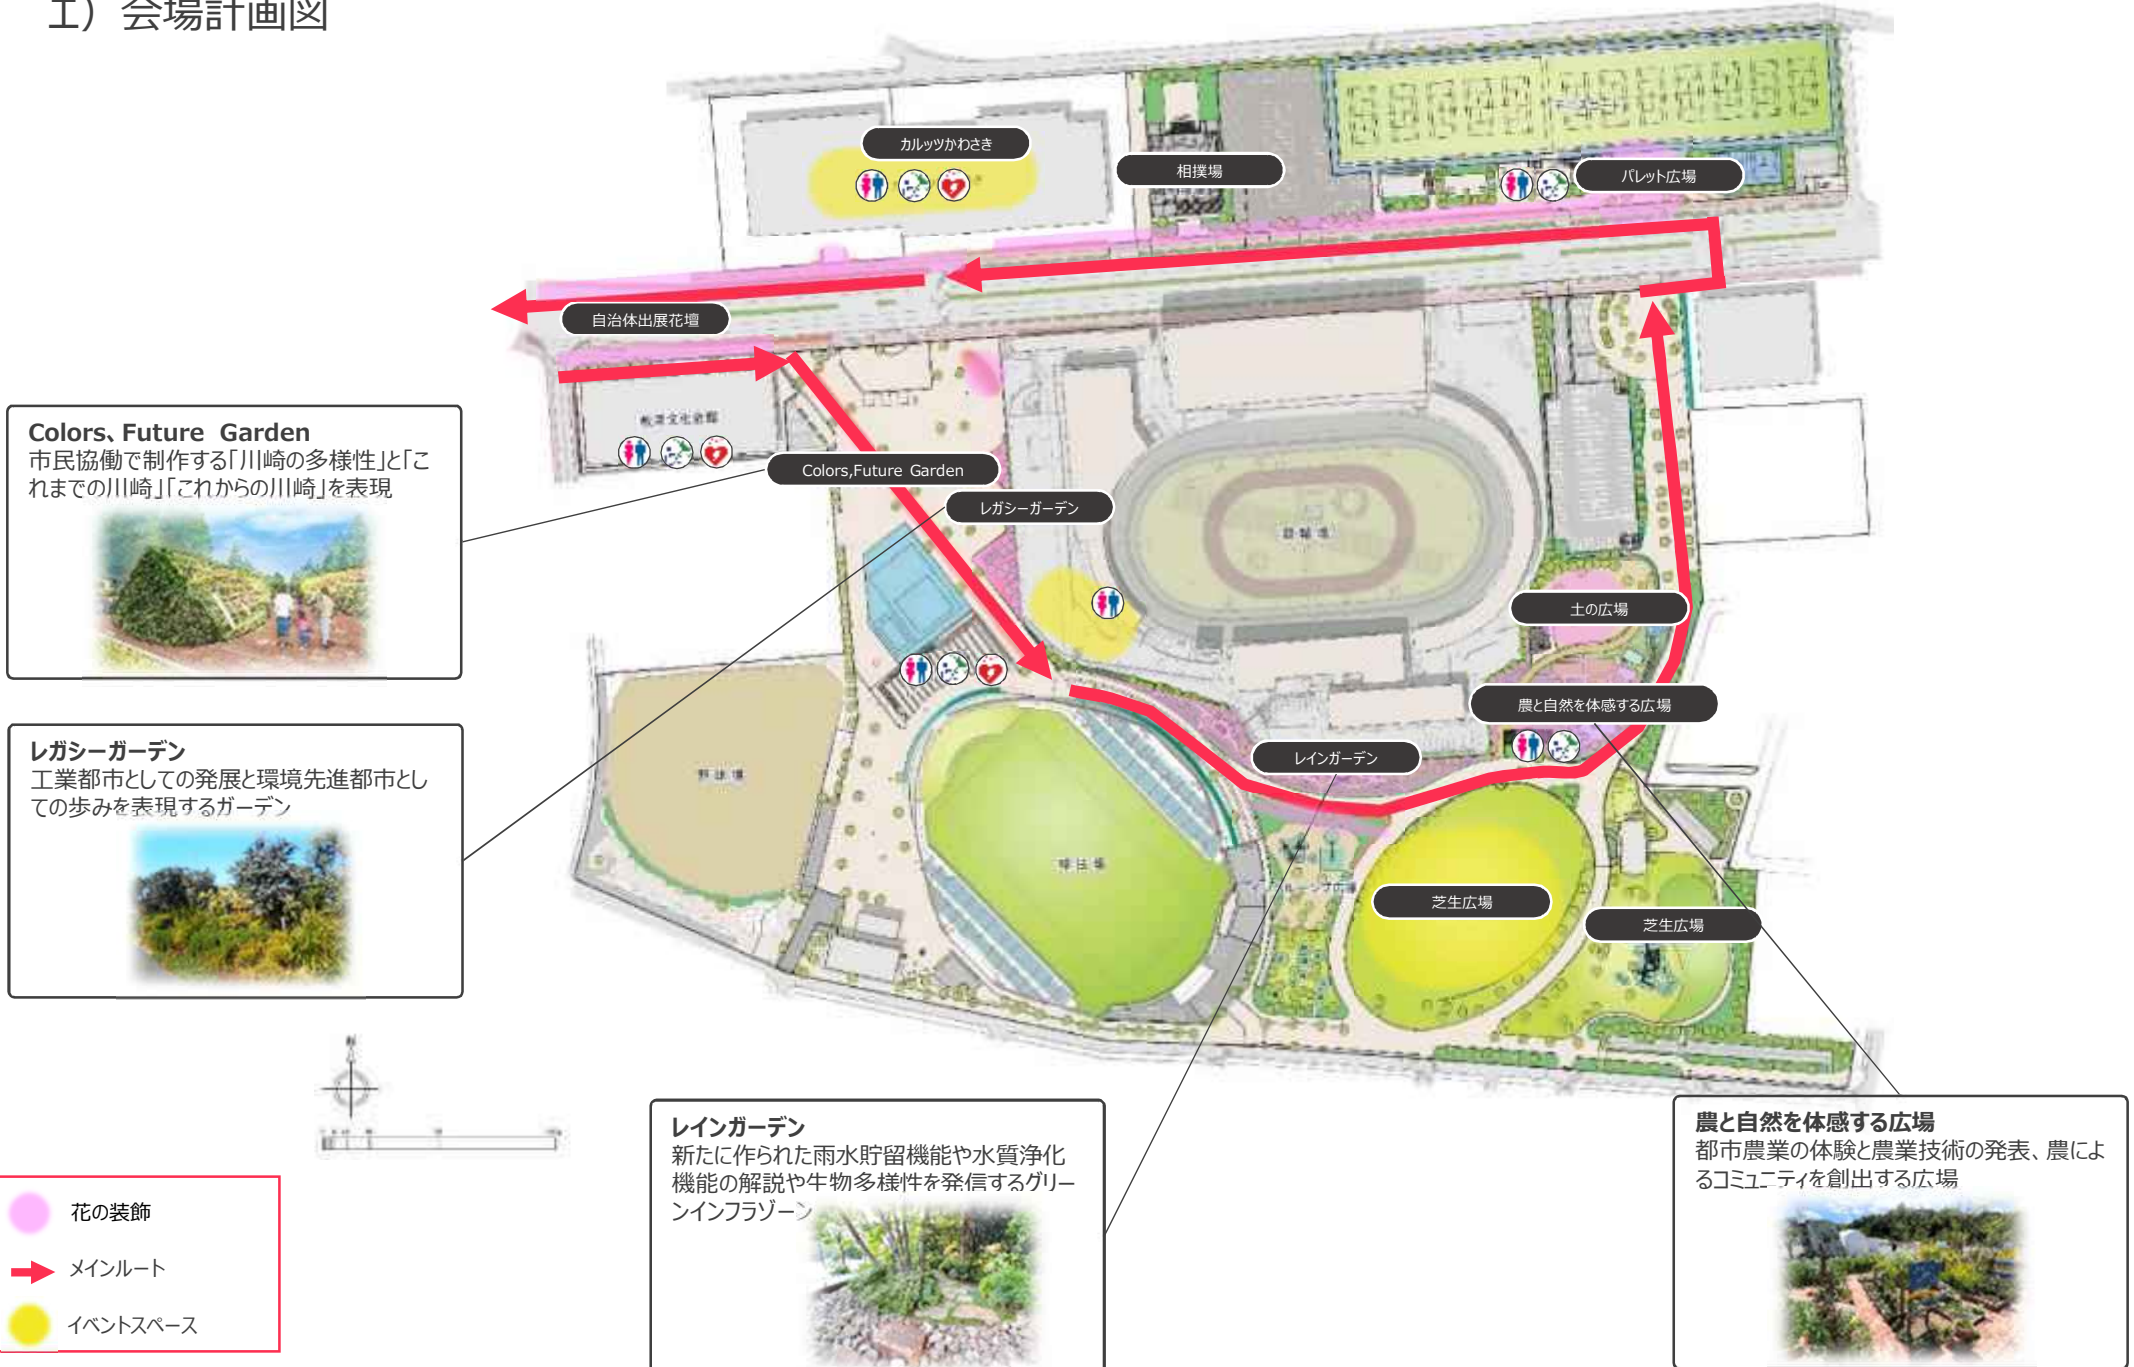 エ）会場計画図
カルッツかわさき
相撲場
パレット広場
自治体出展花壇
Colors,Future Garden
レガシーガーデン
土の広場
農と自然を体感する広場
レインガーデン
芝生広場
芝生広場
野球場
球技場
競輪場
Colors、Future Garden
市民協働で制作する「川崎の多様性」と「こ
れまでの川崎」「これからの川崎」を表現
レガシーガーデン
工業都市としての発展と環境先進都市とし
ての歩みを表現するガーデン
レインガーデン
新たに作られた雨水貯留機能や水質浄化
機能の解説や生物多様性を発信するグリー
ンインフラゾーン
農と自然を体感する広場
都市農業の体験と農業技術の発表、農によ
るコミュニティを創出する広場
花の装飾
メインルート
イベントスペース